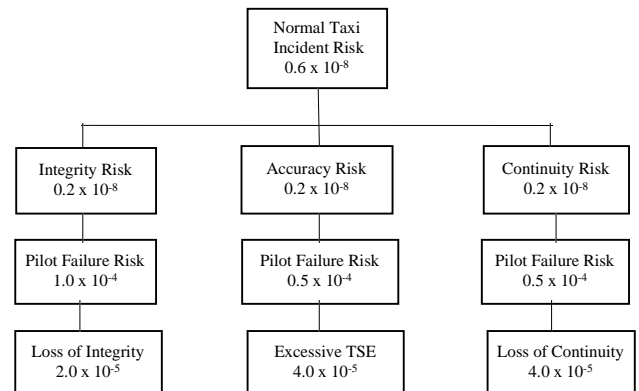 Normal Taxi
Incident Risk
0.6 x 10⁻⁸
Integrity Risk
0.2 x 10⁻⁸
Accuracy Risk
0.2 x 10⁻⁸
Continuity Risk
0.2 x 10⁻⁸
Pilot Failure Risk
1.0 x 10⁻⁴
Pilot Failure Risk
0.5 x 10⁻⁴
Pilot Failure Risk
0.5 x 10⁻⁴
Loss of Integrity
2.0 x 10⁻⁵
Excessive TSE
4.0 x 10⁻⁵
Loss of Continuity
4.0 x 10⁻⁵